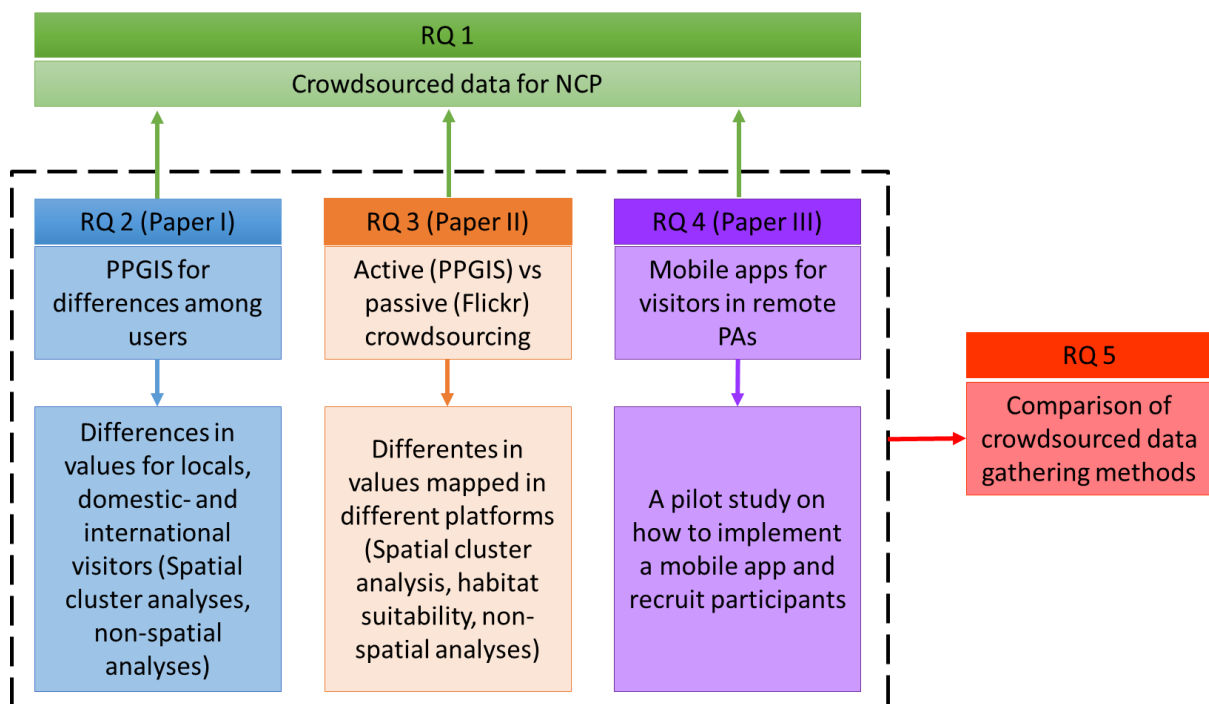 RQ 1
Crowdsourced data for NCP
RQ 2 (Paper I)
PPGIS for
differences among
users
Differences in
values for locals,
domestic- and
international
visitors (Spatial
cluster analyses,
non-spatial
analyses)
RQ 3 (Paper II)
Active (PPGIS) vs
passive (Flickr)
crowdsourcing
Differentes in
values mapped in
different platforms
(Spatial cluster
analysis, habitat
suitability, non-
spatial analyses)
RQ 4 (Paper III)
Mobile apps for
visitors in remote
PAs
A pilot study on
how to implement
a mobile app and
recruit participants
RQ 5
Comparison of
crowdsourced data
gathering methods